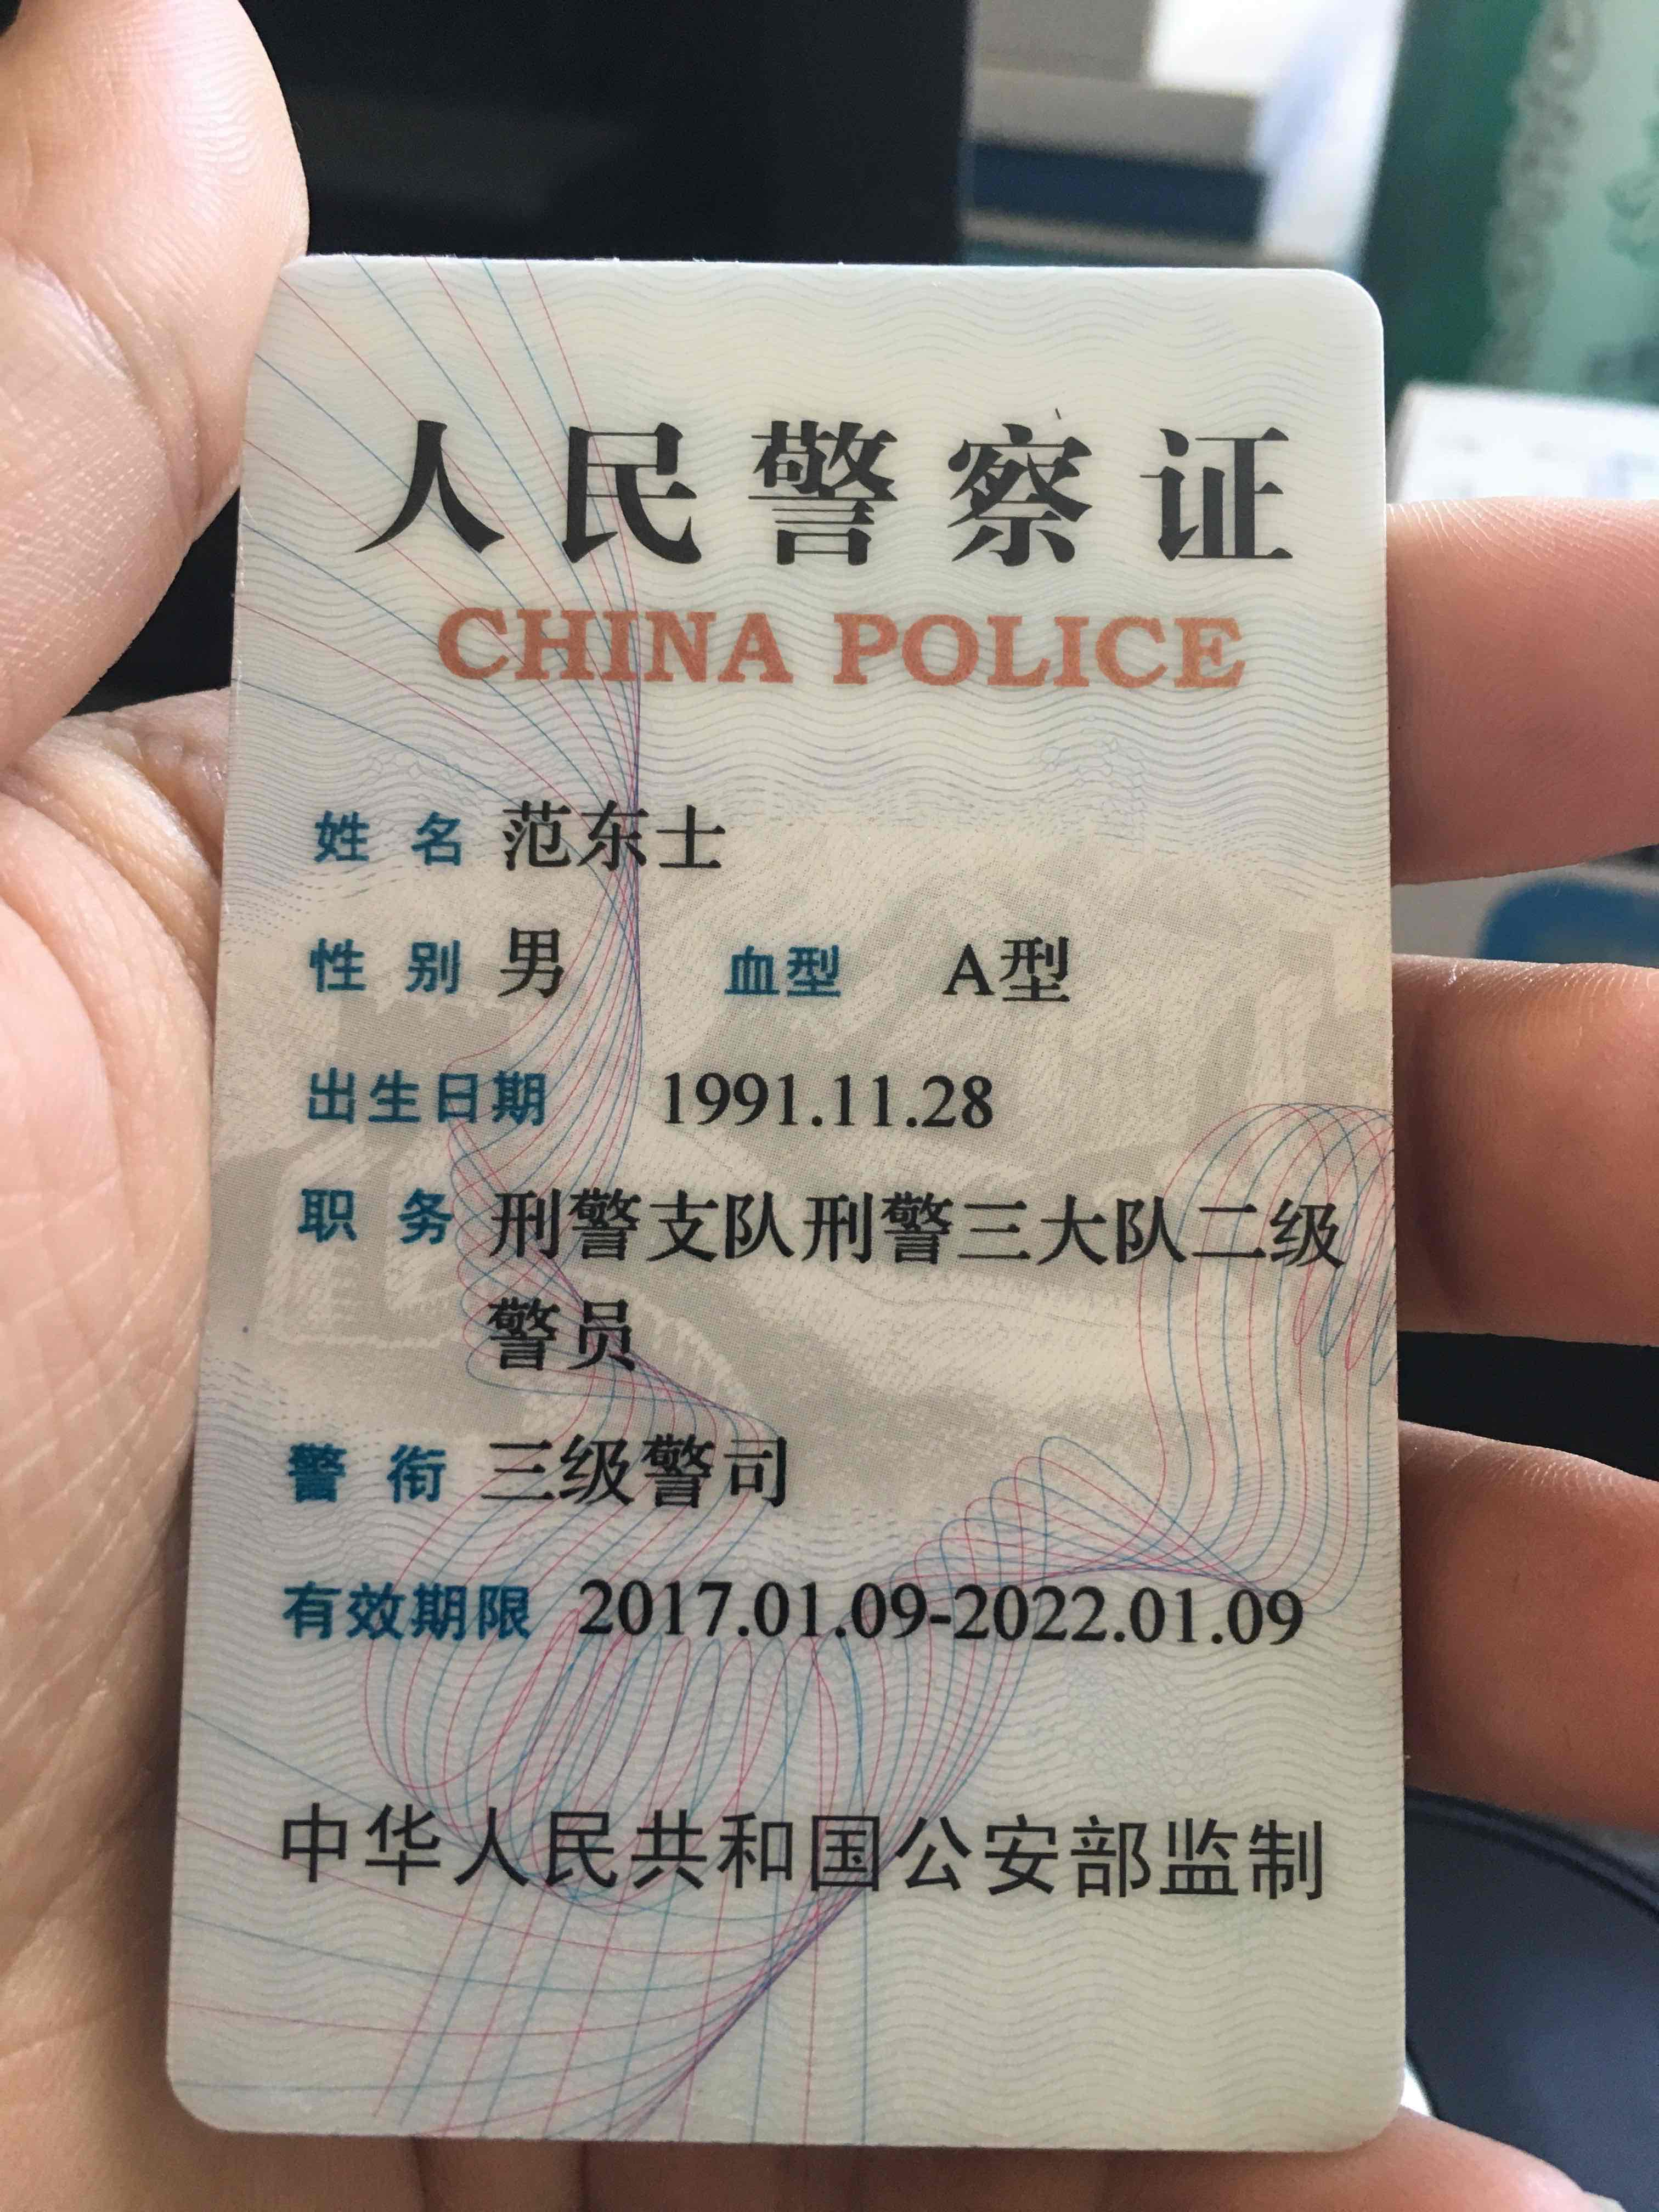 人民警察证
CHINA POLICE
姓名 范东士
性别 男 血型 A型
出生日期 1991.11.28
职务 刑警支队刑警三大队二级
警员
警衔 三级警司
有效期限 2017.01.09-2022.01.09
中华人民共和国公安部监制